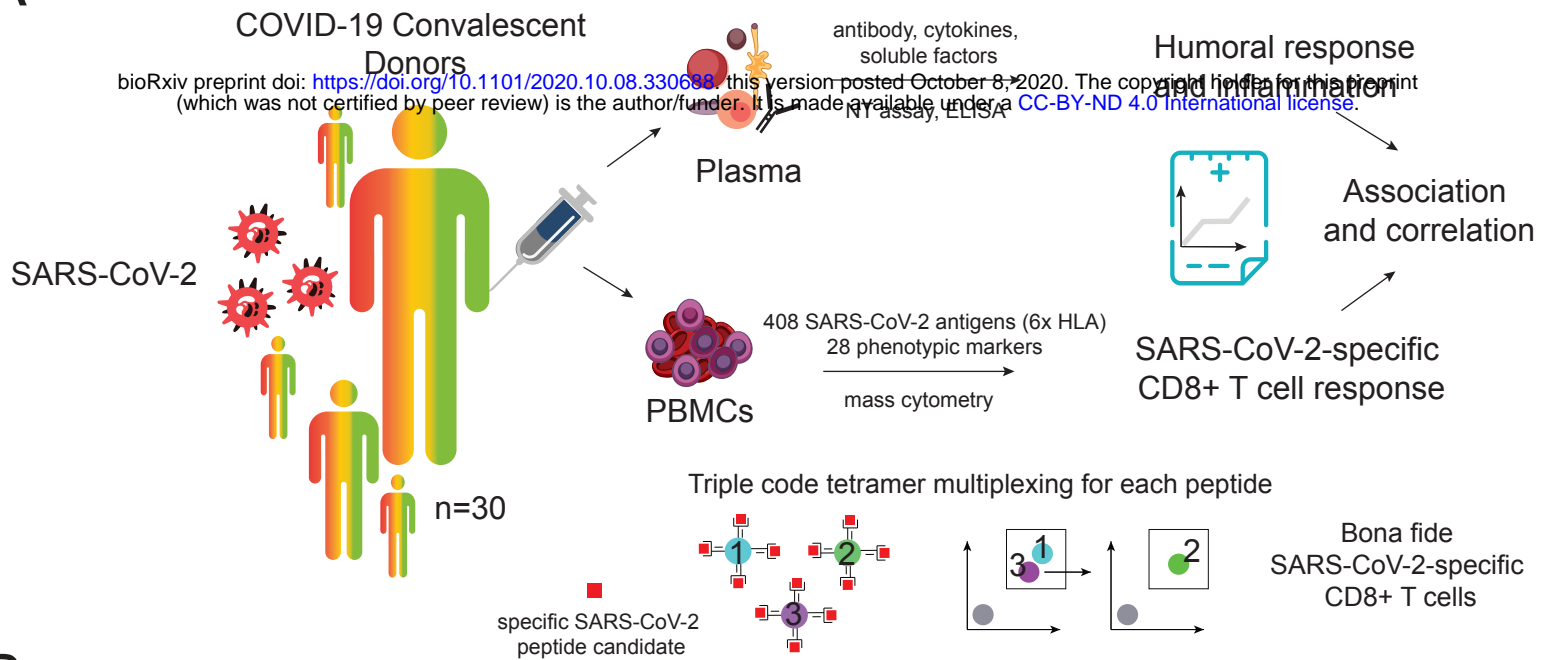 COVID-19 Convalescent
Donors
antibody, cytokines,
soluble factors
NT assay, ELISA
Humoral response
and inflammation
bioRxiv preprint doi: https://doi.org/10.1101/2020.10.08.330688. this version posted October 8, 2020. The copyright holder for this preprint
(which was not certified by peer review) is the author/funder. It is made available under a CC-BY-ND 4.0 International license.
Plasma
Association
and correlation
SARS-CoV-2
408 SARS-CoV-2 antigens (6x HLA)
28 phenotypic markers
mass cytometry
PBMCs
SARS-CoV-2-specific
CD8+ T cell response
n=30
Triple code tetramer multiplexing for each peptide
1
2
3
specific SARS-CoV-2
peptide candidate
1
3
2
Bona fide
SARS-CoV-2-specific
CD8+ T cells